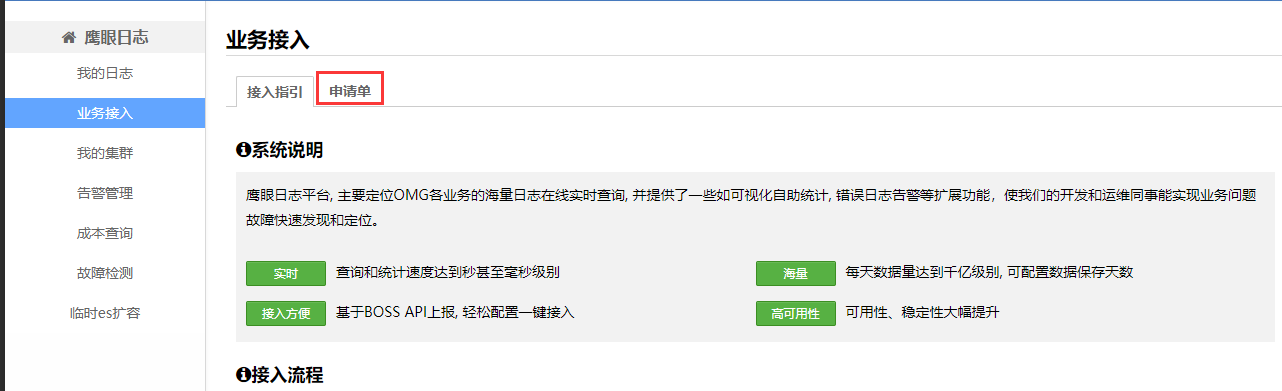 鹰眼日志
我的日志
业务接入
我的集群
告警管理
成本查询
故障检测
临时es扩容
业务接入
接入指引
申请单
系统说明
鹰眼日志平台, 主要定位OMG各业务的海量日志在线实时查询, 并提供了一些如可视化自助统计, 错误日志告警等扩展功能，使我们的开发和运维同事能实现业务问题
故障快速发现和定位。
实时 查询和统计速度达到秒甚至毫秒级别
海量 每天数据量达到千亿级别, 可配置数据保存天数
接入方便 基于BOSS API上报, 轻松配置一键接入
高可用性 可用性、稳定性大幅提升
接入流程